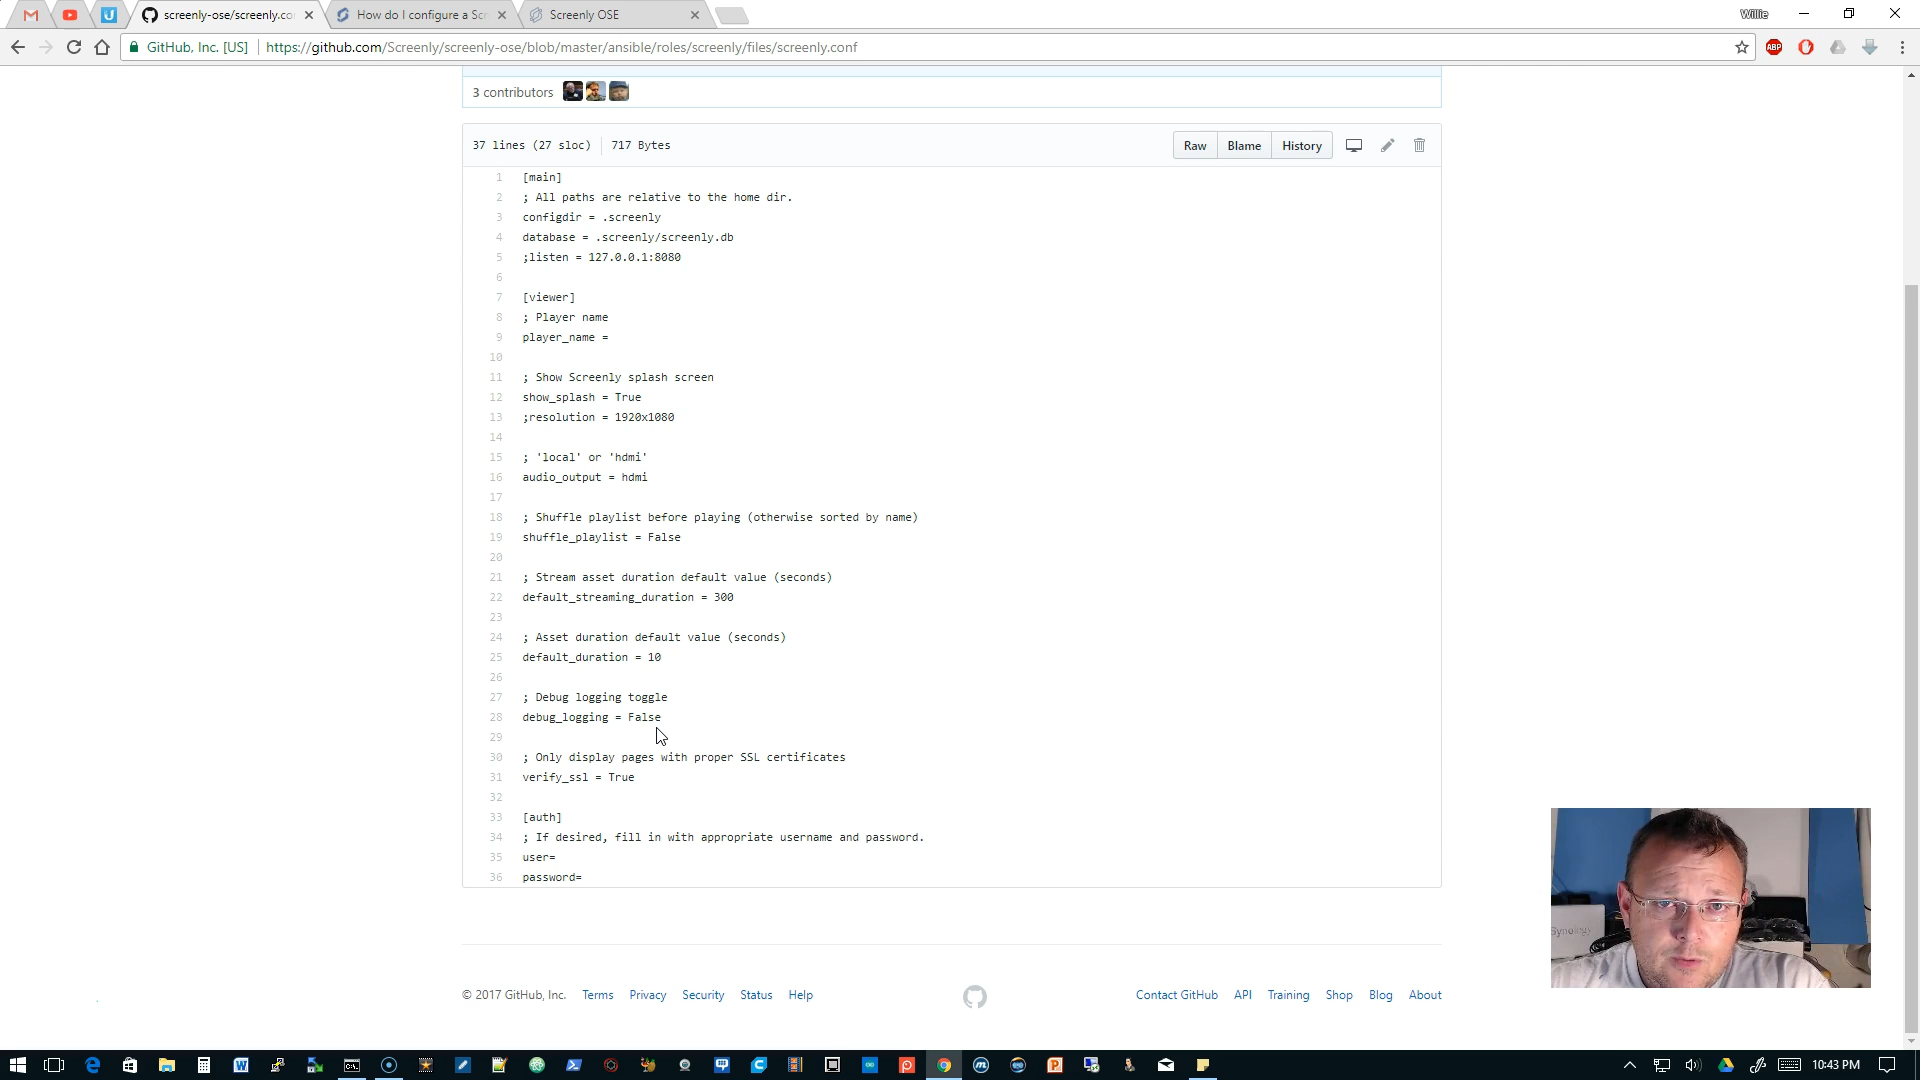 screenly-ose/screenly.co
How do I configure a Scr
Screenly OSE
Willie
GitHub, Inc. [US]
https://github.com/Screenly/screenly-ose/blob/master/ansible/roles/screenly/files/screenly.conf
ABP
3 contributors
37 lines (27 sloc) 717 Bytes
Raw Blame History
1 [main]
2 ; All paths are relative to the home dir.
3 configdir = .screenly
4 database = .screenly/screenly.db
5 ;listen = 127.0.0.1:8080
6
7 [viewer]
8 ; Player name
9 player_name =
10
11 ; Show Screenly splash screen
12 show_splash = True
13 ;resolution = 1920x1080
14
15 ; 'local' or 'hdmi'
16 audio_output = hdmi
17
18 ; Shuffle playlist before playing (otherwise sorted by name)
19 shuffle_playlist = False
20
21 ; Stream asset duration default value (seconds)
22 default_streaming_duration = 300
23
24 ; Asset duration default value (seconds)
25 default_duration = 10
26
27 ; Debug logging toggle
28 debug_logging = False
29
30 ; Only display pages with proper SSL certificates
31 verify_ssl = True
32
33 [auth]
34 ; If desired, fill in with appropriate username and password.
35 user=
36 password=
Synology
© 2017 GitHub, Inc. Terms Privacy Security Status Help
Contact GitHub API Training Shop Blog About
10:43 PM